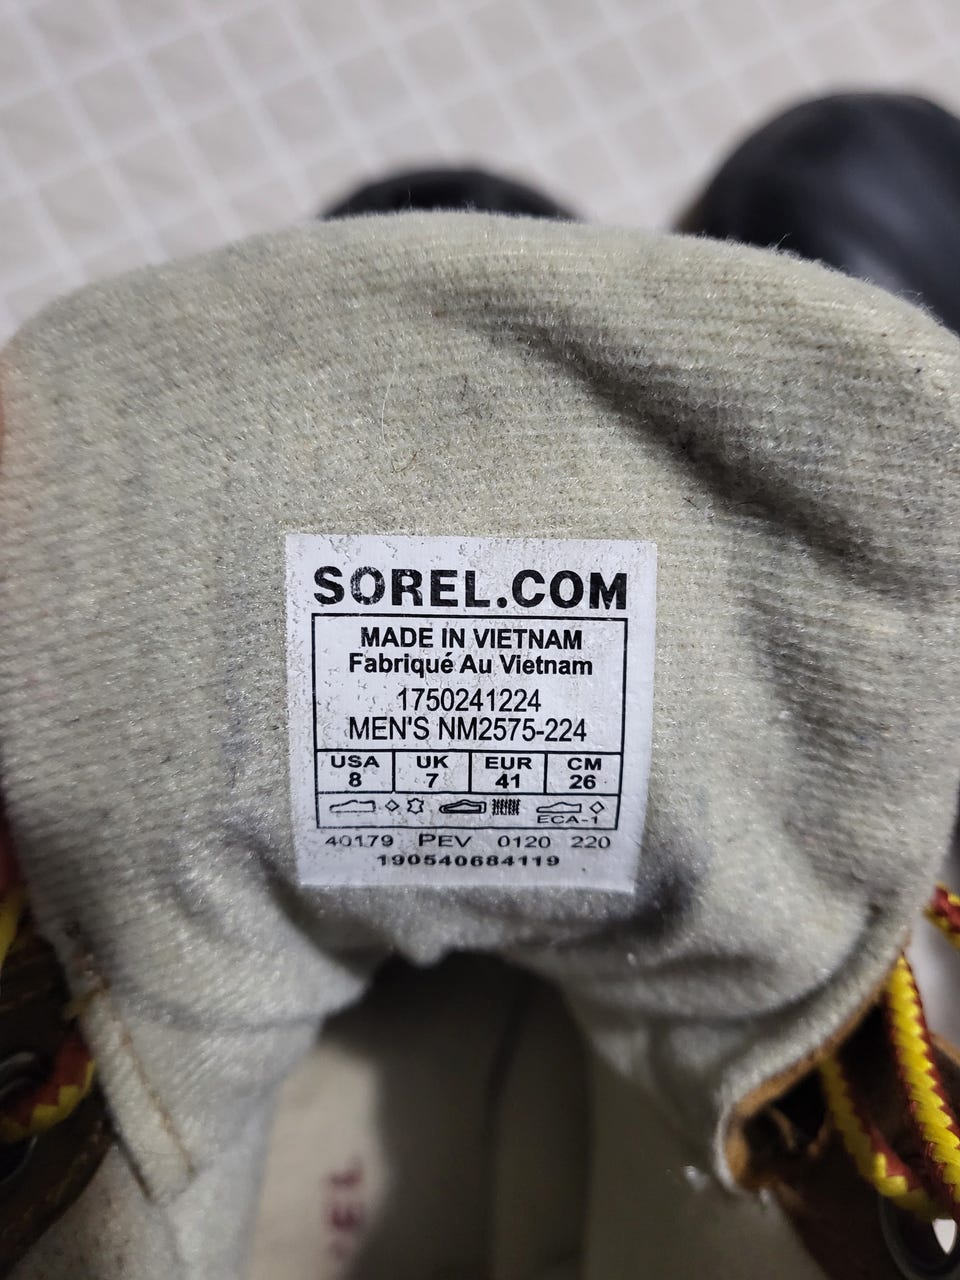 SOREL.COM
MADE IN VIETNAM
Fabriqué Au Vietnam
1750241224
MEN'S NM2575-224
USA UK EUR CM
8 7 41 26
ECA-1
40179 PEV 0120 220
190540684119